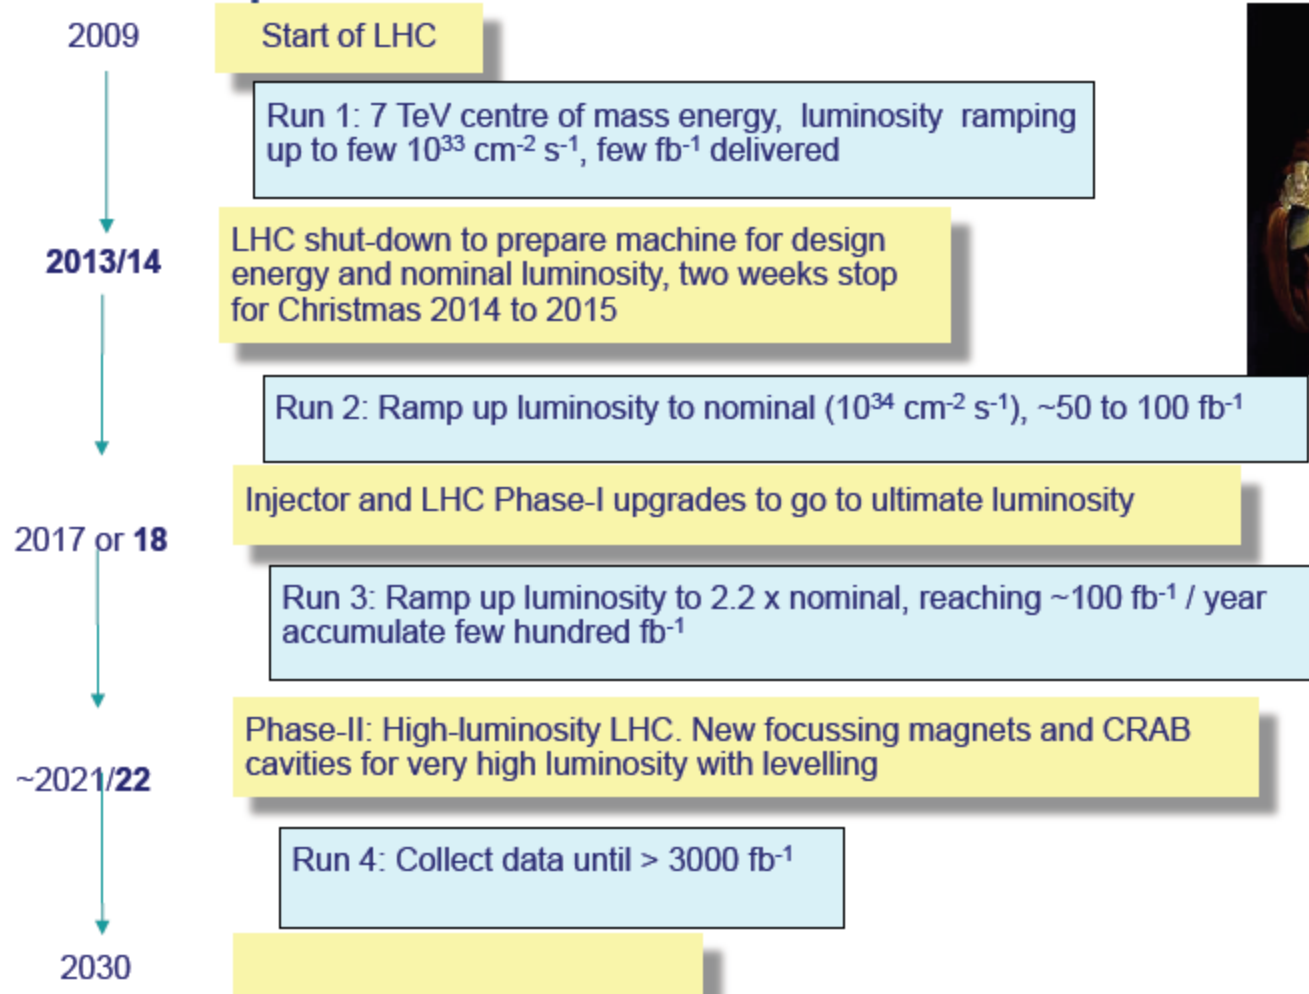 2009
Start of LHC
Run 1: 7 TeV centre of mass energy, luminosity ramping
up to few 10³³ cm⁻² s⁻¹, few fb⁻¹ delivered
2013/14
LHC shut-down to prepare machine for design
energy and nominal luminosity, two weeks stop
for Christmas 2014 to 2015
Run 2: Ramp up luminosity to nominal (10³⁴ cm⁻² s⁻¹), ~50 to 100 fb⁻¹
Injector and LHC Phase-I upgrades to go to ultimate luminosity
2017 or 18
Run 3: Ramp up luminosity to 2.2 x nominal, reaching ~100 fb⁻¹ / year
accumulate few hundred fb⁻¹
Phase-II: High-luminosity LHC. New focussing magnets and CRAB
cavities for very high luminosity with levelling
~2021/22
Run 4: Collect data until > 3000 fb⁻¹
2030